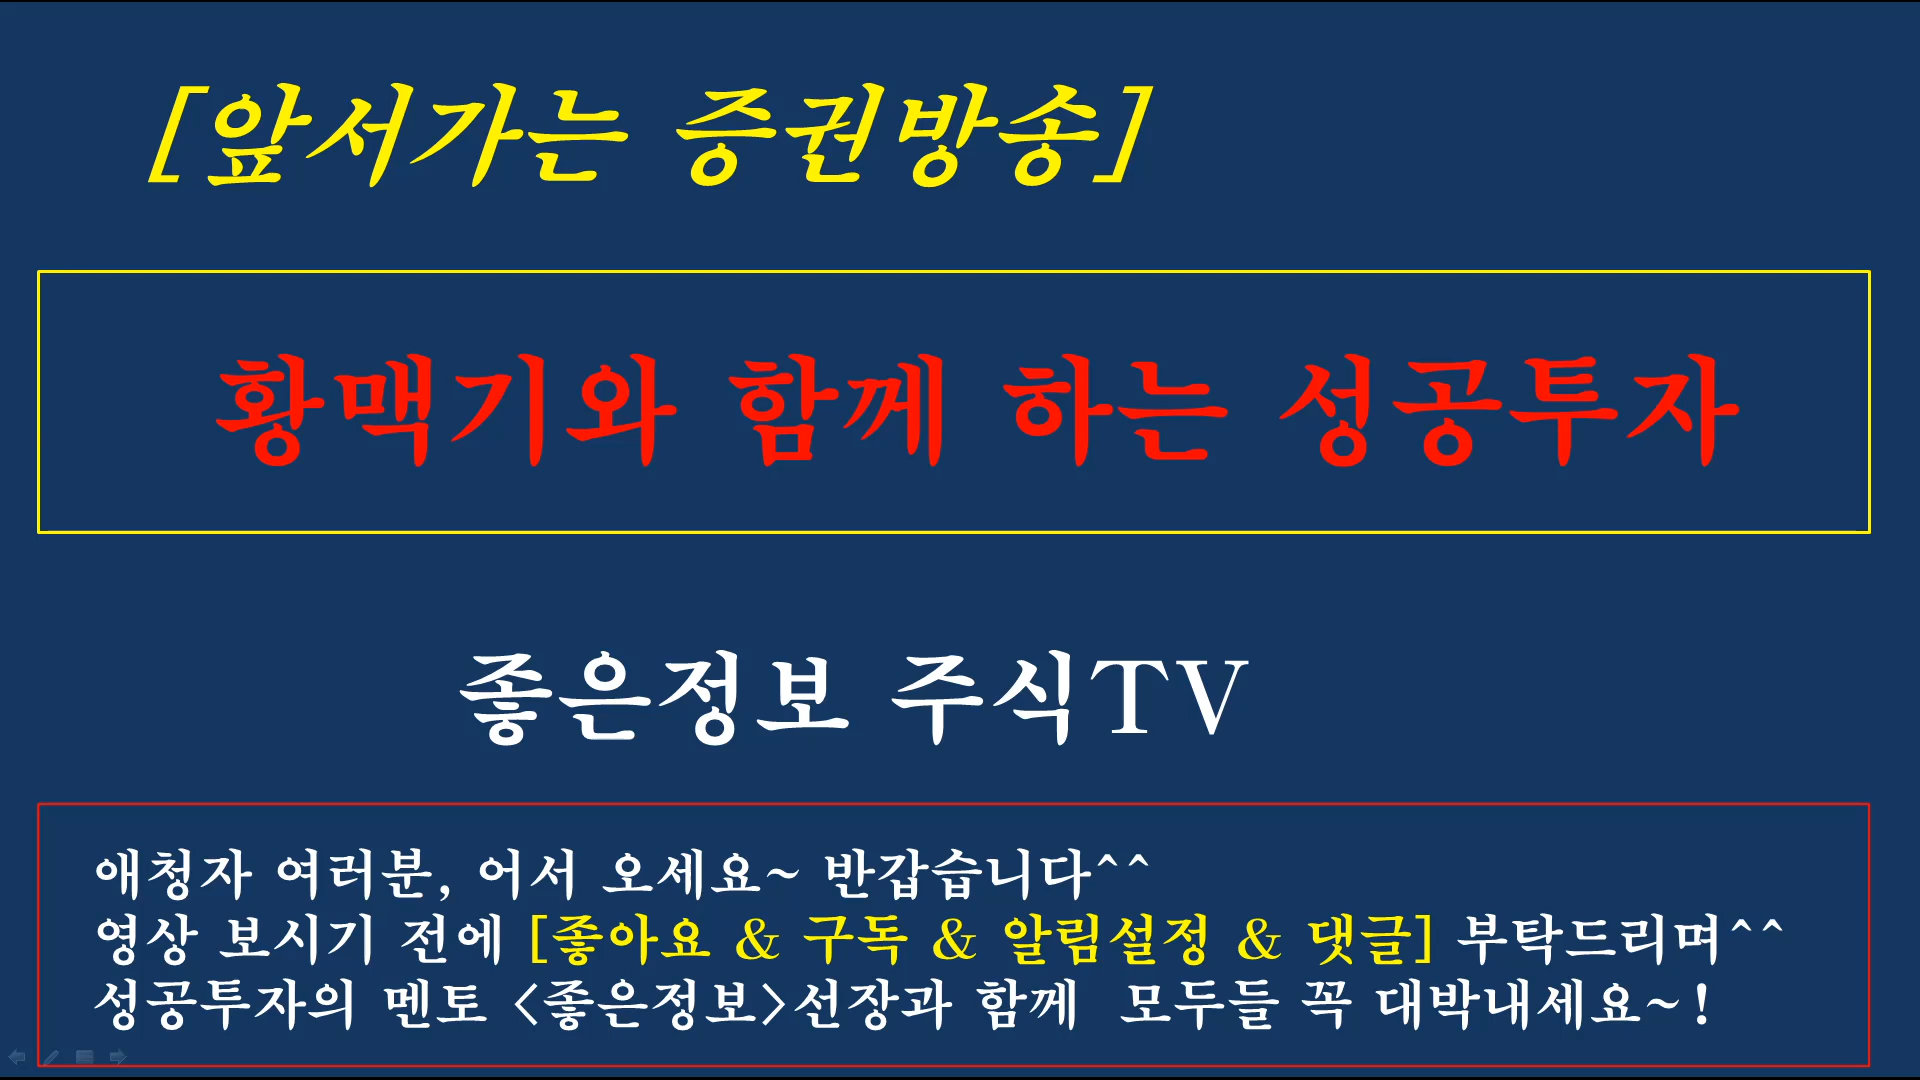 [앞서가는 증권방송]
황맥기와 함께 하는 성공투자
좋은정보 주식TV
애청자 여러분, 어서 오세요~ 반갑습니다^^
영상 보시기 전에 [좋아요 & 구독 & 알림설정 & 댓글] 부탁드리며^^
성공투자의 멘토 <좋은정보>선장과 함께 모두들 꼭 대박내세요~!